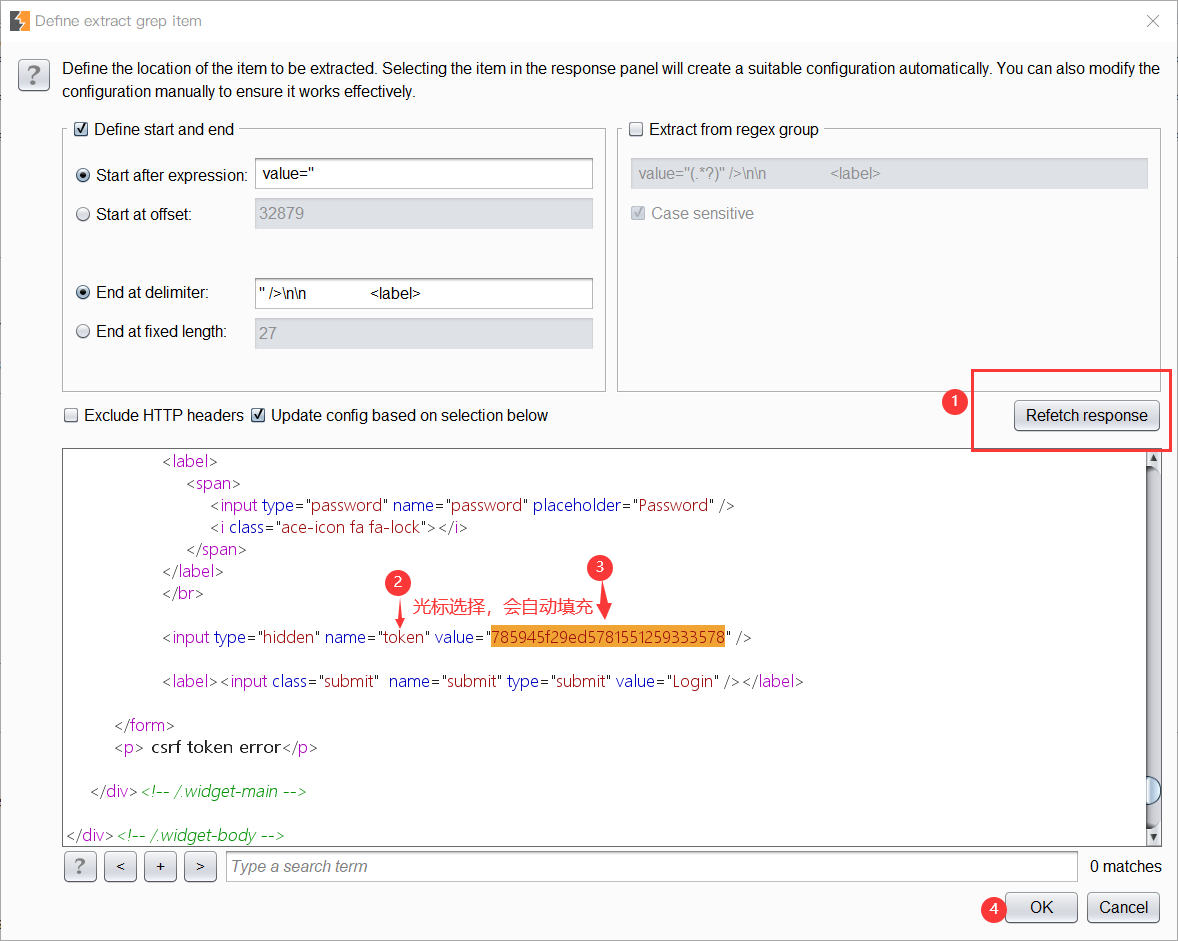 Define extract grep item
Define the location of the item to be extracted. Selecting the item in the response panel will create a suitable configuration automatically. You can also modify the
configuration manually to ensure it works effectively.
Define start and end
Start after expression: value="
Start at offset: 32879
End at delimiter: " />\n\n                <label>
End at fixed length: 27
Extract from regex group
value="(.*?)" />\n\n                <label>
Case sensitive
Exclude HTTP headers
Update config based on selection below
1
Refetch response
<label>
<span>
<input type="password" name="password" placeholder="Password" />
<i class="ace-icon fa fa-lock"></i>
</span>
</label>
</br>
2
3
光标选择，会自动填充
<input type="hidden" name="token" value="785945f29ed5781551259333578" />
<label><input class="submit"  name="submit" type="submit" value="Login" /></label>
</form>
<p> csrf token error</p>
</div><!-- /.widget-main -->
</div><!-- /.widget-body -->
?
<
+
>
Type a search term
0 matches
4
OK
Cancel